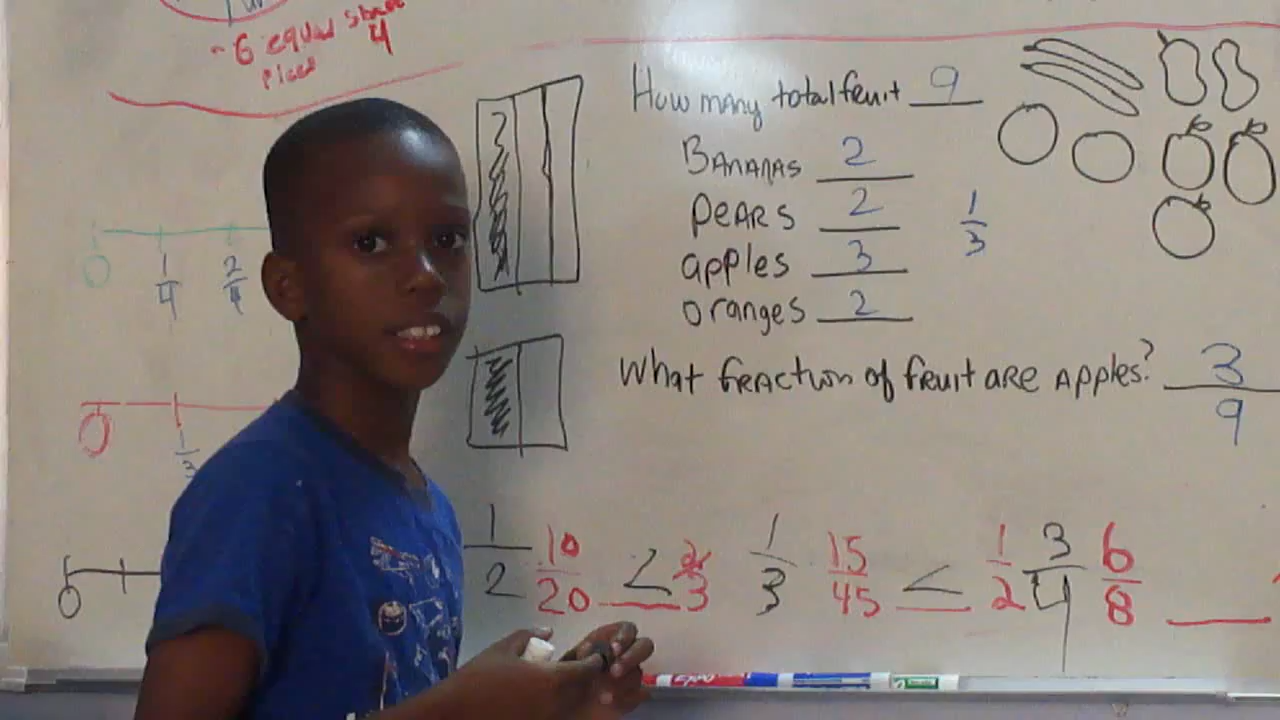 - 6 equal
4
How many total fruit 9
Bananas 2
Pears 2
apples 3
oranges 2
1/3
What fraction of fruit are apples? 3/9
0 1/4 2/4
0 1/3
0
1/2 10/20 < 2/3 1/3 15/45 < 1/2 3/4 6/8
EXPO